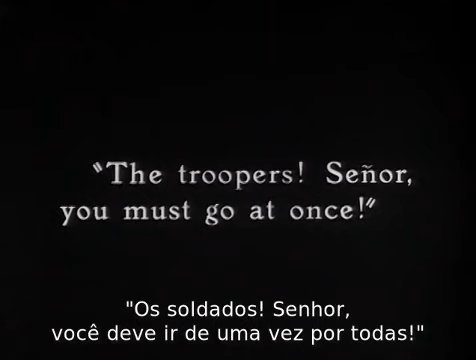 "The troopers! Señor,
you must go at once!"
"Os soldados! Senhor,
você deve ir de uma vez por todas!"